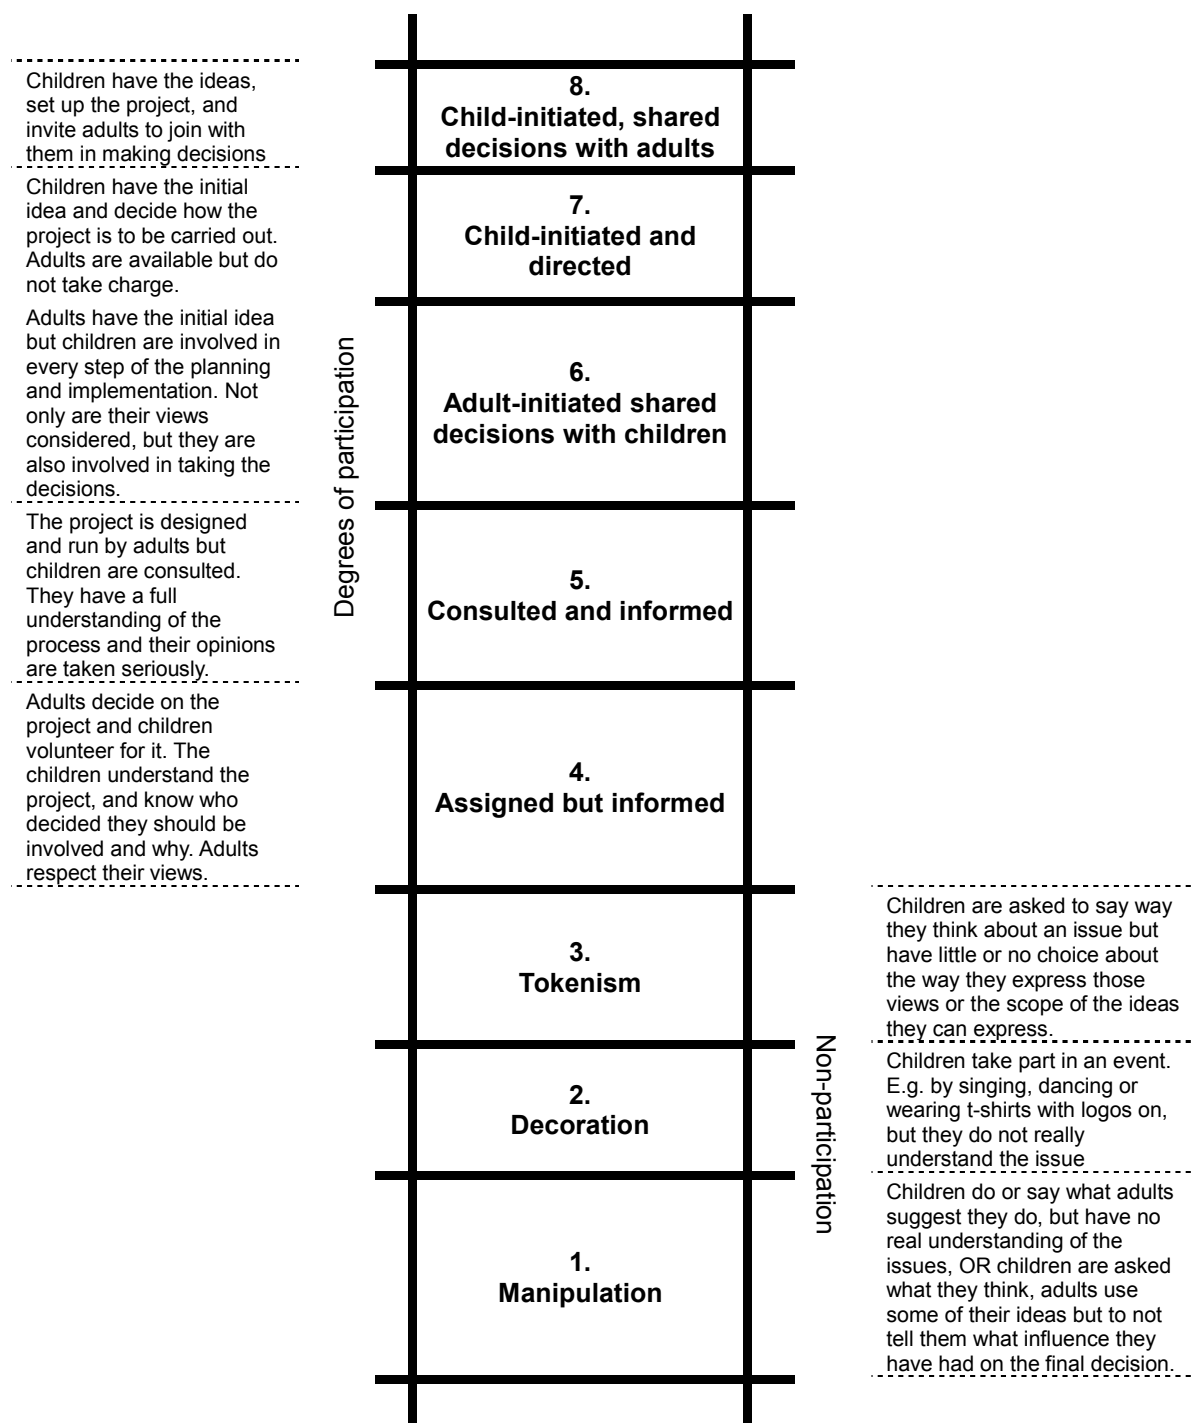 Children have the ideas,
set up the project, and
invite adults to join with
them in making decisions
8.
Child-initiated, shared
decisions with adults
Children have the initial
idea and decide how the
project is to be carried out.
Adults are available but do
not take charge.
7.
Child-initiated and
directed
Adults have the initial idea
but children are involved in
every step of the planning
and implementation. Not
only are their views
considered, but they are
also involved in taking the
decisions.
6.
Adult-initiated shared
decisions with children
Degrees of participation
The project is designed
and run by adults but
children are consulted.
They have a full
understanding of the
process and their opinions
are taken seriously.
5.
Consulted and informed
Adults decide on the
project and children
volunteer for it. The
children understand the
project, and know who
decided they should be
involved and why. Adults
respect their views.
4.
Assigned but informed
3.
Tokenism
Children are asked to say way
they think about an issue but
have little or no choice about
the way they express those
views or the scope of the ideas
they can express.
Non-participation
2.
Decoration
Children take part in an event.
E.g. by singing, dancing or
wearing t-shirts with logos on,
but they do not really
understand the issue
1.
Manipulation
Children do or say what adults
suggest they do, but have no
real understanding of the
issues, OR children are asked
what they think, adults use
some of their ideas but to not
tell them what influence they
have had on the final decision.